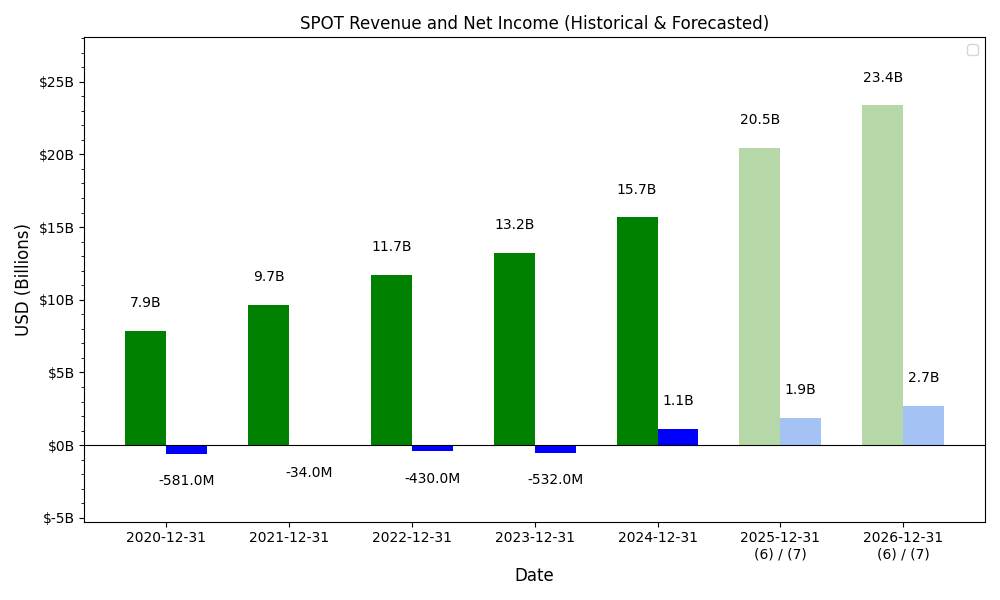 SPOT Revenue and Net Income (Historical & Forecasted)
USD (Billions)
$25B
$20B
$15B
$10B
$5B
$0B
$-5B
7.9B
9.7B
11.7B
13.2B
15.7B
20.5B
23.4B
-581.0M
-34.0M
-430.0M
-532.0M
1.1B
1.9B
2.7B
2020-12-31
2021-12-31
2022-12-31
2023-12-31
2024-12-31
2025-12-31
(6) / (7)
2026-12-31
(6) / (7)
Date